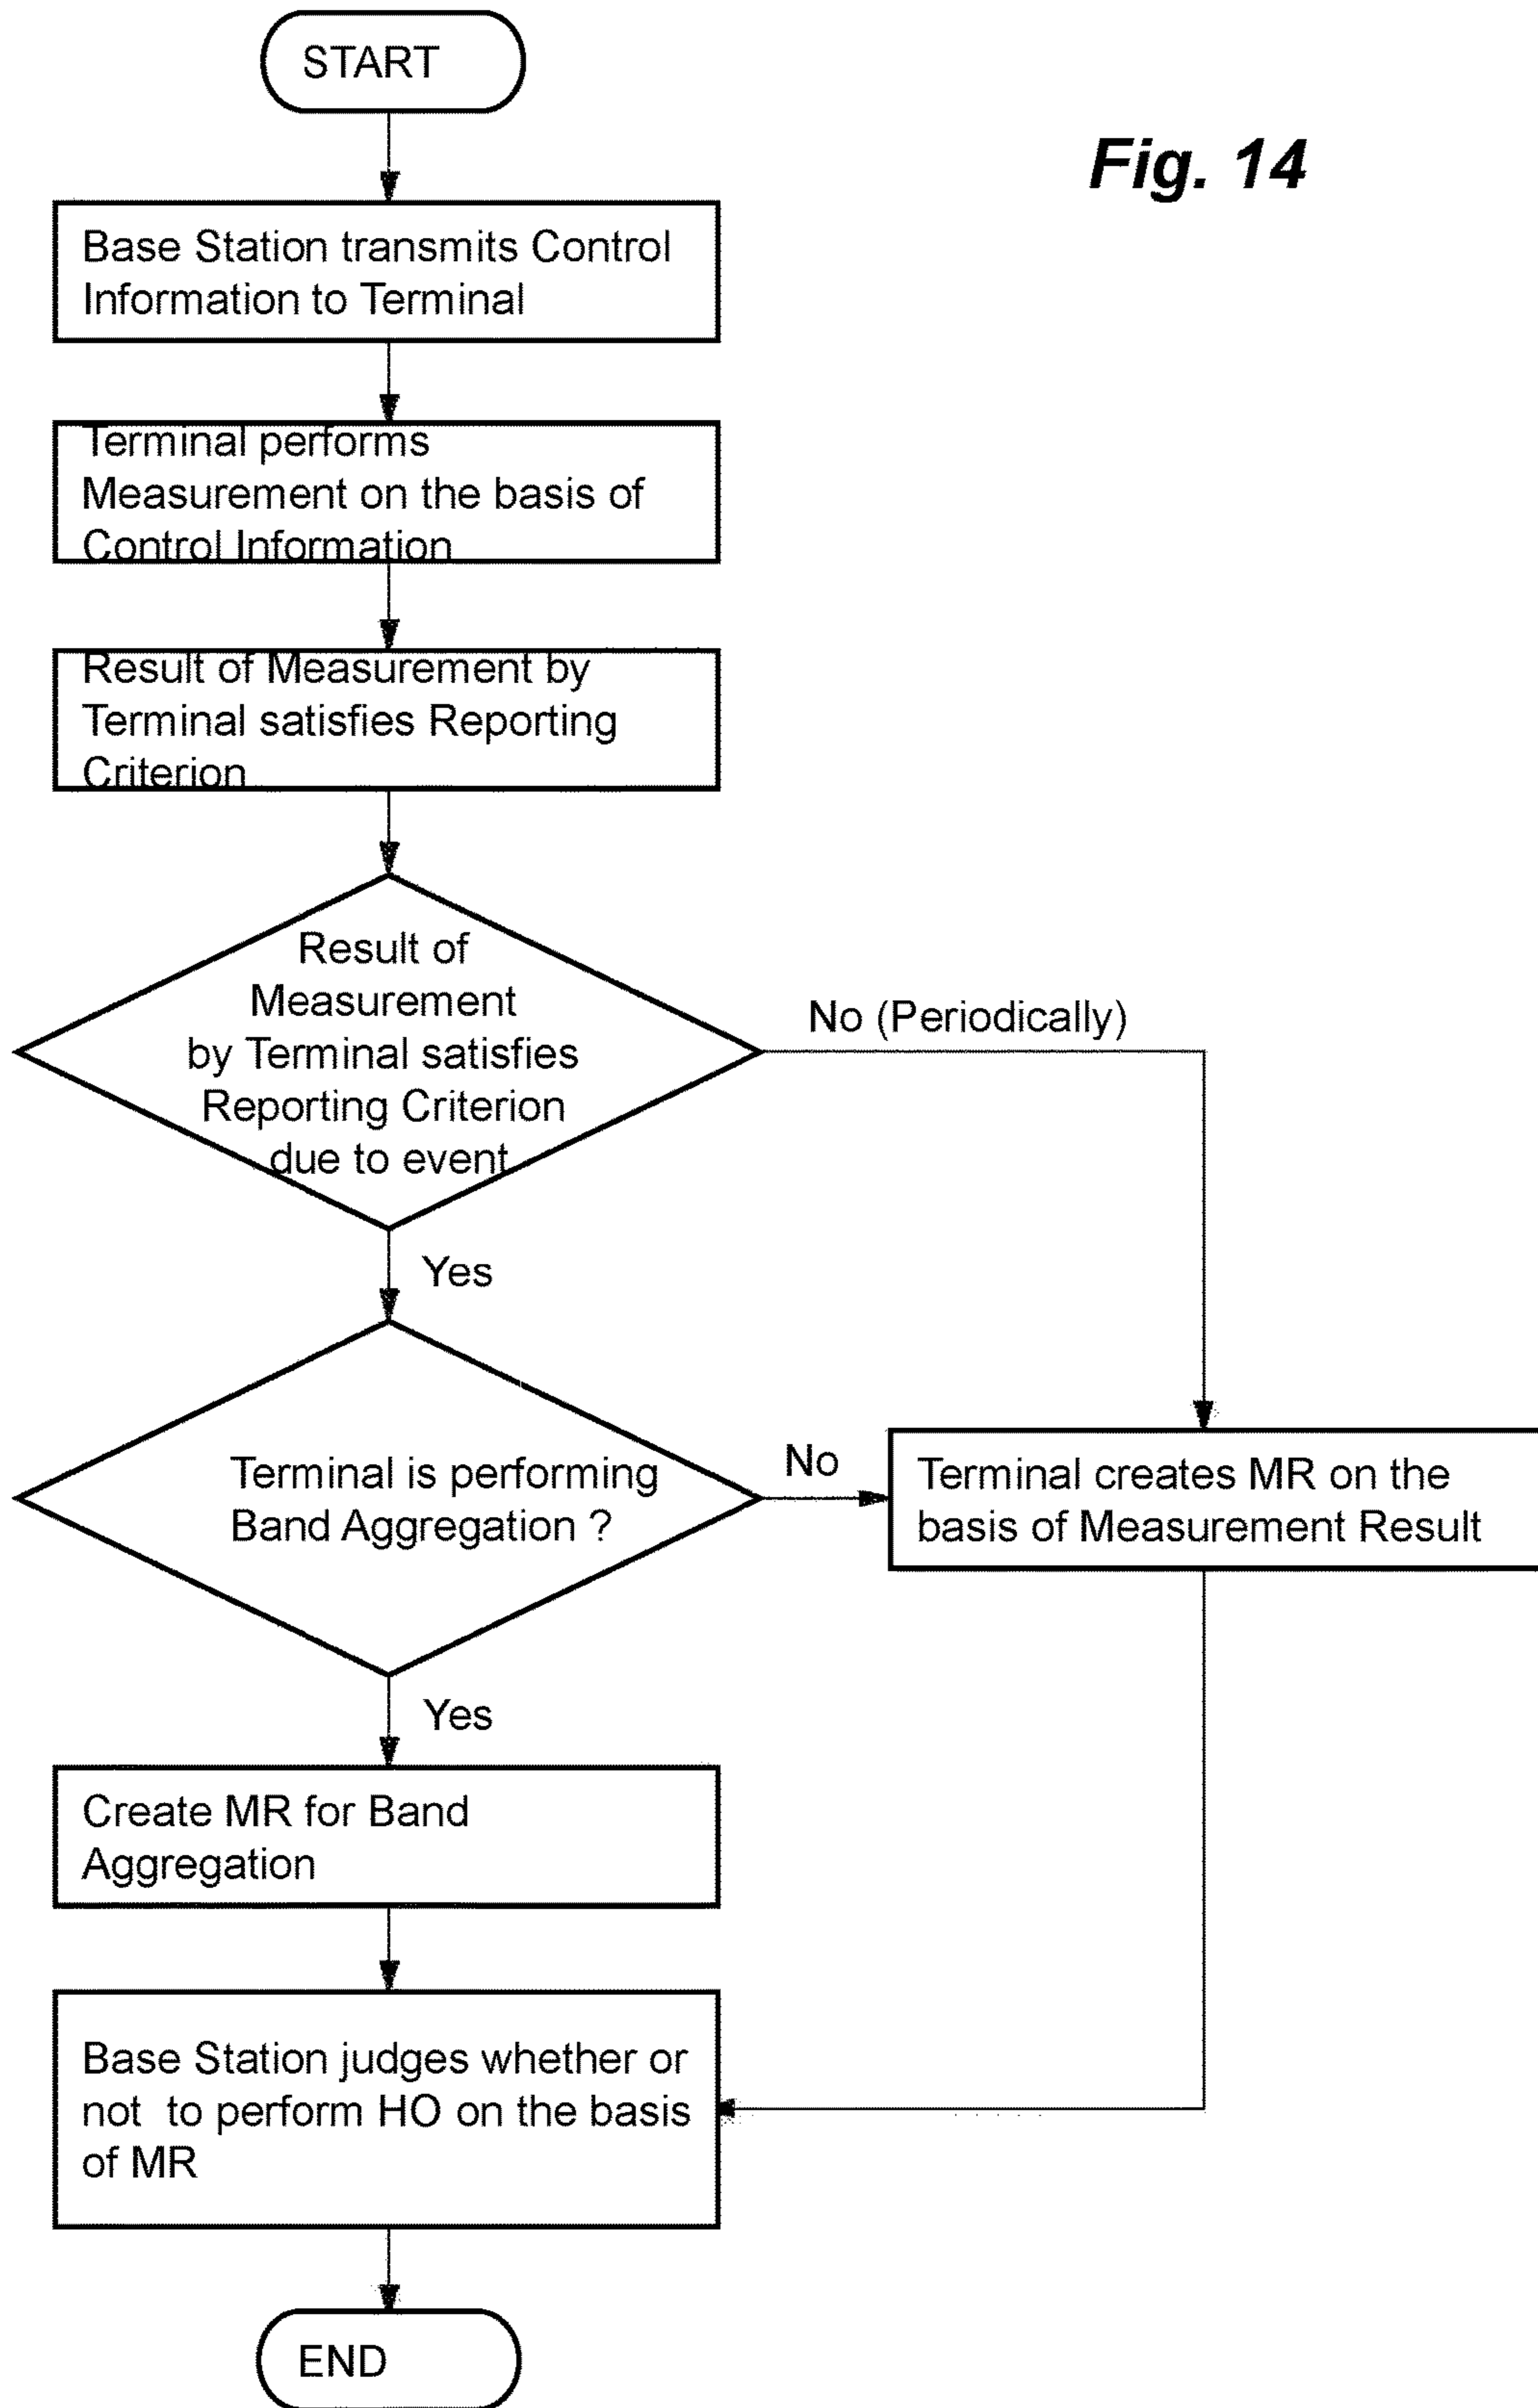 START
Fig. 14
Base Station transmits Control
Information to Terminal
Terminal performs
Measurement on the basis of
Control Information
Result of Measurement by
Terminal satisfies Reporting
Criterion
Result of
Measurement
by Terminal satisfies
Reporting Criterion
due to event
No (Periodically)
Yes
Terminal is performing
Band Aggregation ?
No
Terminal creates MR on the
basis of Measurement Result
Yes
Create MR for Band
Aggregation
Base Station judges whether or
not to perform HO on the basis
of MR
END